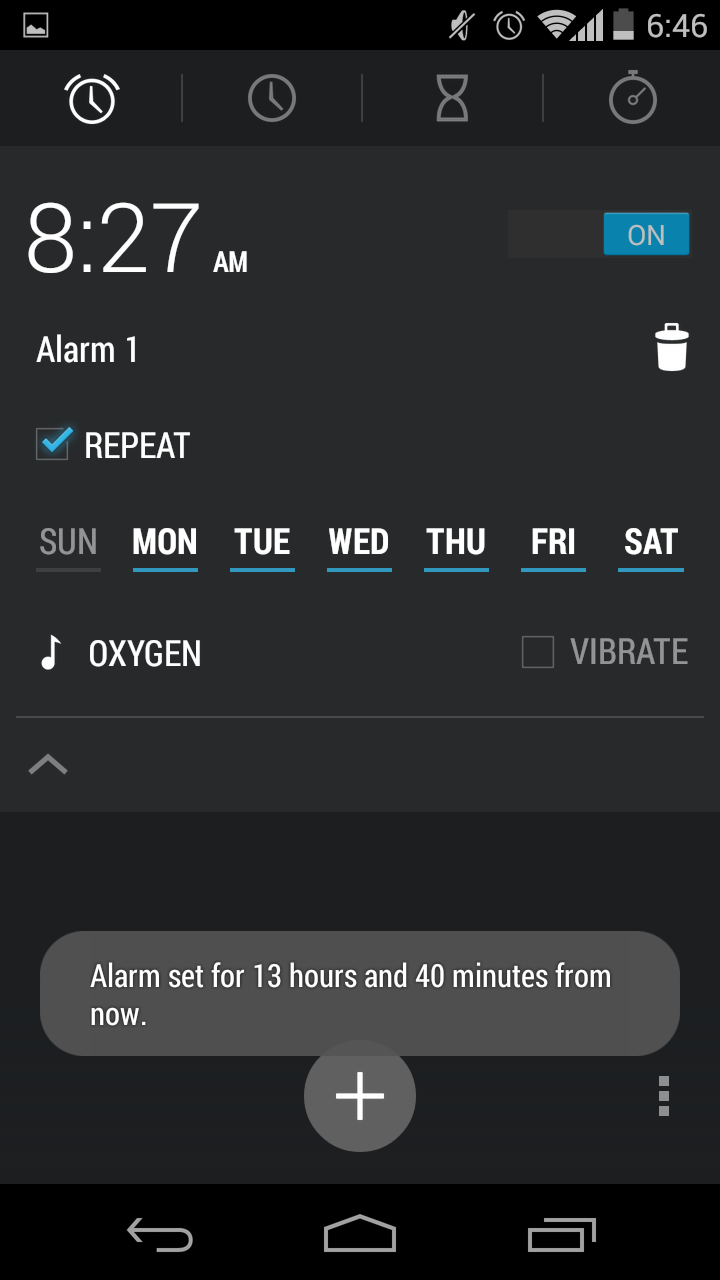 6:46
8:27 AM
ON
Alarm 1
REPEAT
SUN MON TUE WED THU FRI SAT
OXYGEN
VIBRATE
Alarm set for 13 hours and 40 minutes from
now.